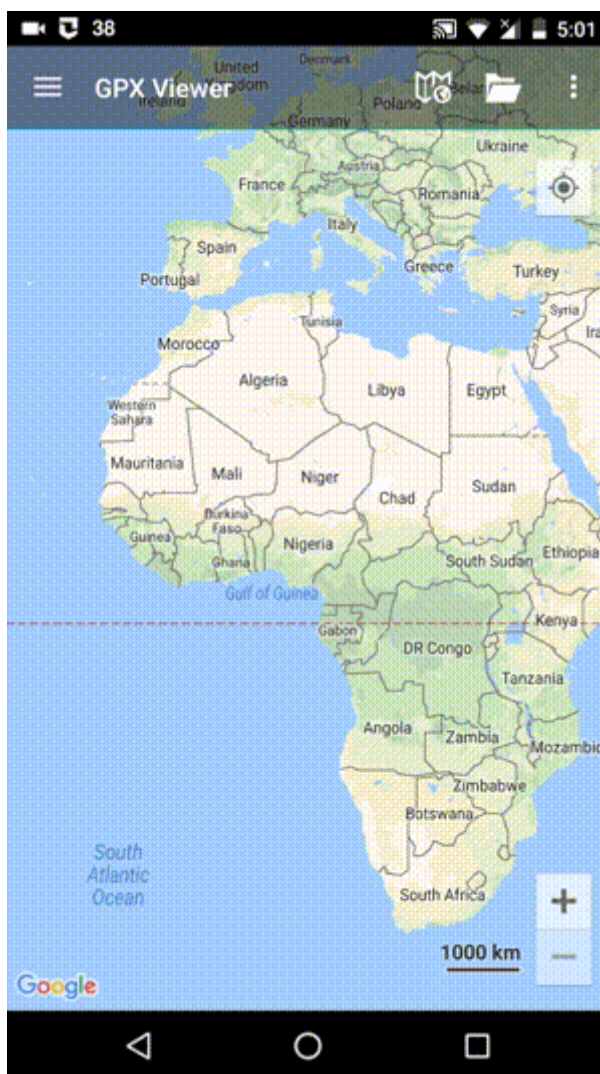 38
5:01
GPX Viewer
United
Kingdom
Denmark
Ireland
Poland
Belarus
Germany
Ukraine
Austria
France
Romania
Italy
Spain
Greece
Portugal
Turkey
Syria
Ira
Tunisia
Morocco
Algeria
Libya
Egypt
Western
Sahara
Mauritania
Mali
Niger
Chad
Sudan
Burkina
Faso
Guinea
Nigeria
Ghana
South Sudan
Ethiopia
Gulf of Guinea
Kenya
Gabon
DR Congo
Tanzania
Angola
Zambia
Mozambic
Zimbabwe
Botswana
South
Atlantic
Ocean
South Africa
+
1000 km
−
Google